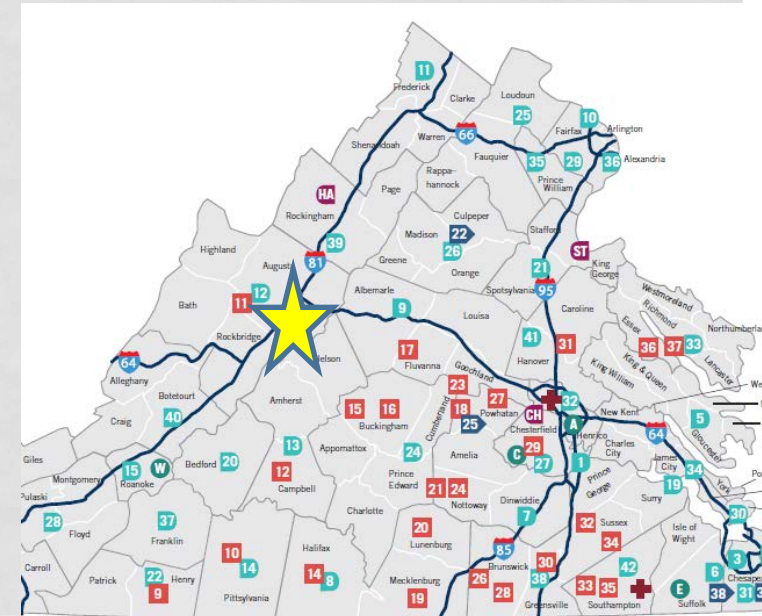 11
Frederick
Clarke
Loudoun
25
10
Fairfax
Arlington
Warren
66
Shenandoah
Fauquier
35
29
36
Alexandria
Prince
William
Rappa-
hannock
HA
Page
Rockingham
Culpeper
Madison
22
26
Stafford
Highland
39
Greene
Orange
ST
King
George
August
81
21
Spotsylvania
95
Westmoreland
Albemarle
Bath
11
12
Caroline
Richmond
Essex
Northumberla
9
Louisa
41
31
36
37
33
Rockbridge
Nelson
17
Fluvanna
Hanover
King & Queen
Lancaster
64
Alleghany
Goochland
King William
Botetourt
23
Amherst
15
16
Buckingham
Cumberland
18
27
Powhatan
32
New Kent
We
Craig
40
25
CH
Chesterfield
A
Henrico
5
Gloucester
Giles
13
Appomattox
24
Amelia
C
29
27
Charles
City
64
James
City
Montgomery
15
W
Roanoke
Bedford
20
12
Campbell
Prince
Edward
1
34
York
Po
Pulaski
21
24
Nottoway
Prince
George
19
Surry
Charlotte
Dinwiddie
28
Floyd
37
Franklin
20
Lunenburg
7
32
Sussex
34
Isle of
Wight
30
10
14
Halifax
85
Brunswick
30
42
3
Carroll
Patrick
22
Henry
9
Pittsylvania
14
8
Mecklenburg
19
26
28
38
Greensville
33
35
Southampton
E
Suffolk
6
Chesape
38
31
3